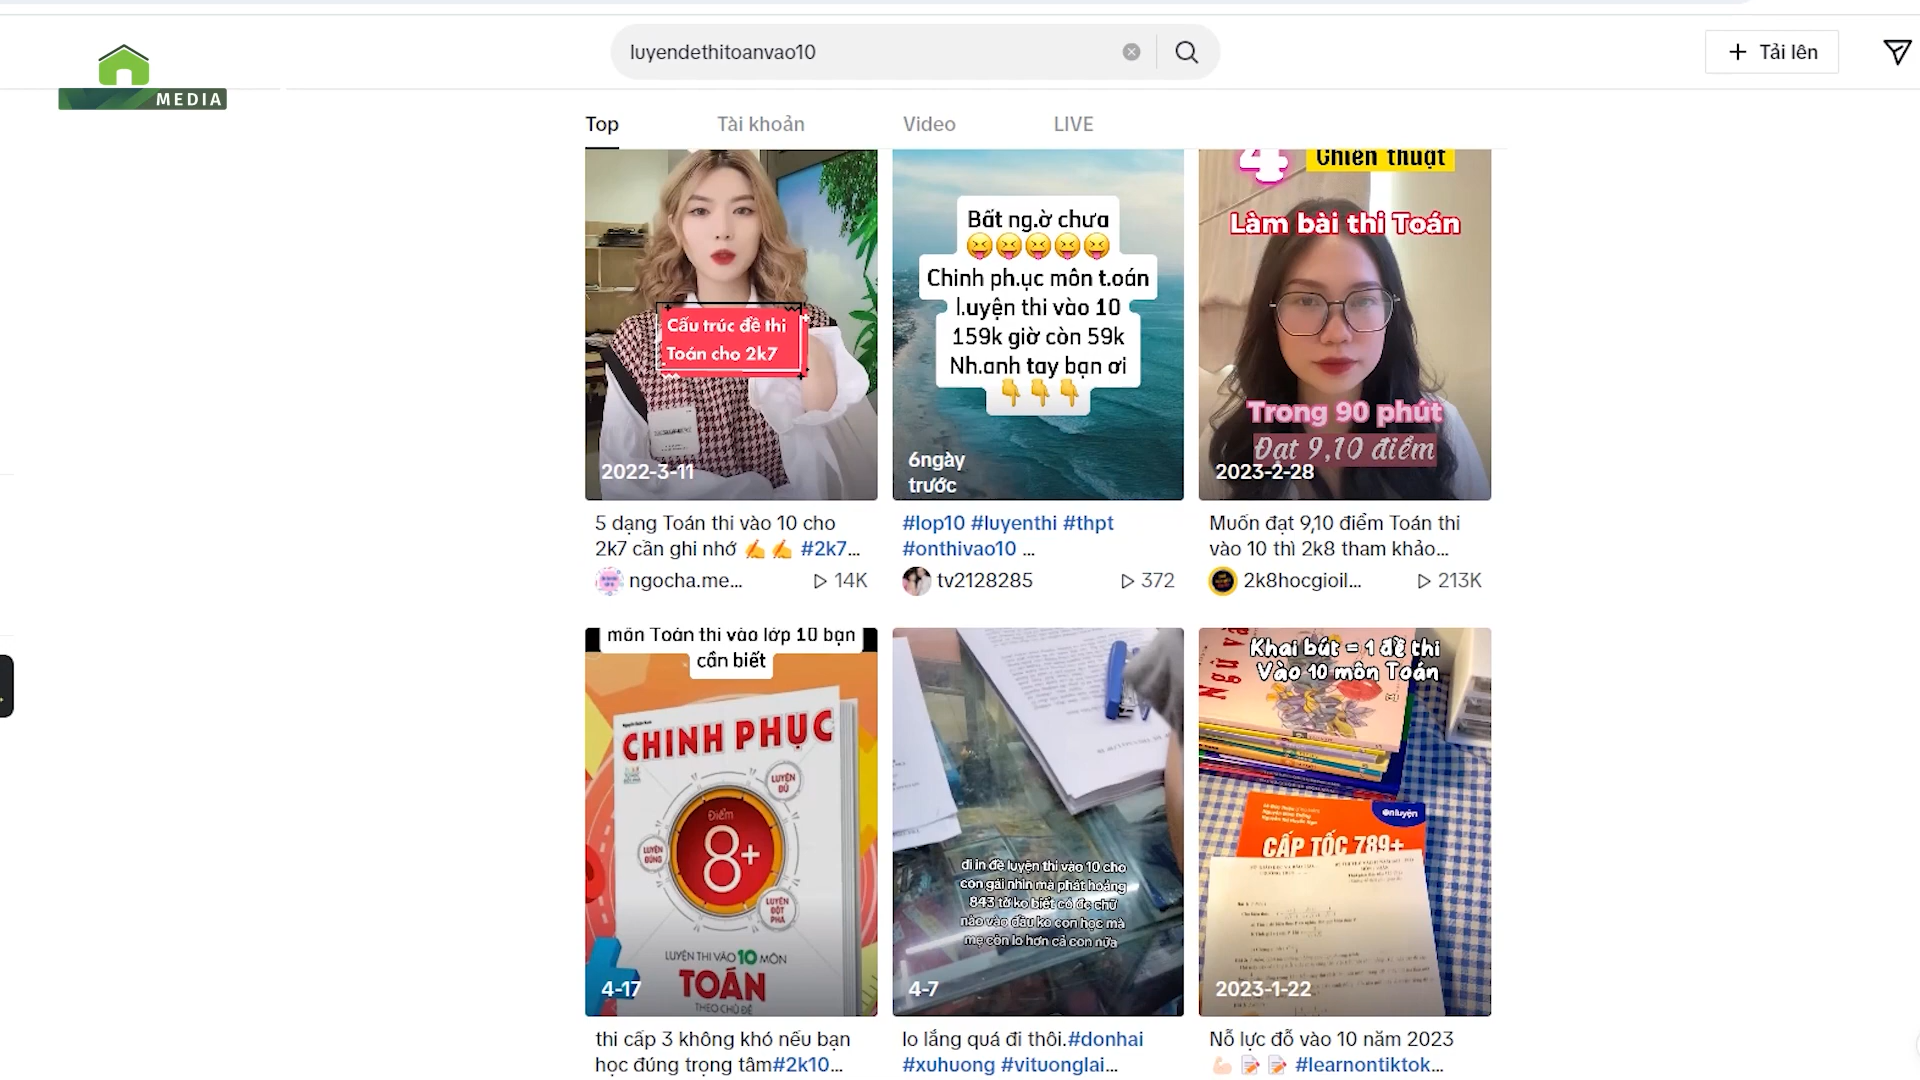 luyendethitoanvao10
Tải lên
MEDIA
Top
Tài khoản
Video
LIVE
Cấu trúc đề thi
Toán cho 2k7
2022-3-11
Bất ng.ờ chưa
😝😝😝😝😝
Chinh ph.ục môn t.oán
l.uyện thi vào 10
159k giờ còn 59k
Nh.anh tay bạn ơi
👇👇👇
6ngày
trước
4 Chiến thuật
Làm bài thi Toán
Trong 90 phút
Đạt 9,10 điểm
2023-2-28
5 dạng Toán thi vào 10 cho
2k7 cần ghi nhớ ✍️✍️ #2k7...
ngocha.me...
14K
#lop10 #luyenthi #thpt
#onthivao10 ...
tv2128285
372
Muốn đạt 9,10 điểm Toán thi
vào 10 thì 2k8 tham khảo...
2k8hocgioil...
213K
môn Toán thi vào lớp 10 bạn
cần biết
CHINH PHỤC
LUYỆN
ĐỦ
Điểm
8+
LUYỆN
ĐÚNG
LUYỆN
ĐỘT
PHÁ
LUYỆN THI VÀO 10 MÔN
TOÁN
THEO CHỦ ĐỀ
4-17
đi in đề luyện thi vào 10 cho
con gái nhìn mà phát hoảng
843 tờ ko biết có đẻ chữ
nào vào đầu ko con học mà
mẹ còn lo hơn cả con nữa
4-7
Khai bút = 1 đề thi
Vào 10 môn Toán
Ngữ vă
onluyện
CẤP TỐC 789+
2023-1-22
thi cấp 3 không khó nếu bạn
học đúng trọng tâm#2k10...
lo lắng quá đi thôi.#donhai
#xuhuong #vituonglai...
Nỗ lực đỗ vào 10 năm 2023
💪🏻 📝 📝 #learnontiktok...